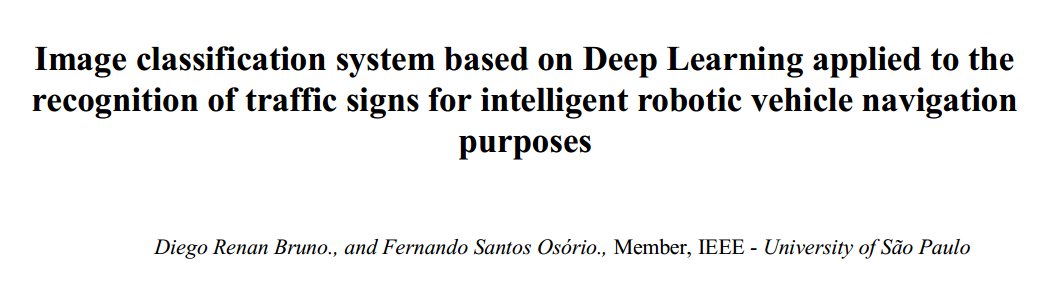 Image classification system based on Deep Learning applied to the
recognition of traffic signs for intelligent robotic vehicle navigation
purposes
Diego Renan Bruno., and Fernando Santos Osório., Member, IEEE - University of São Paulo